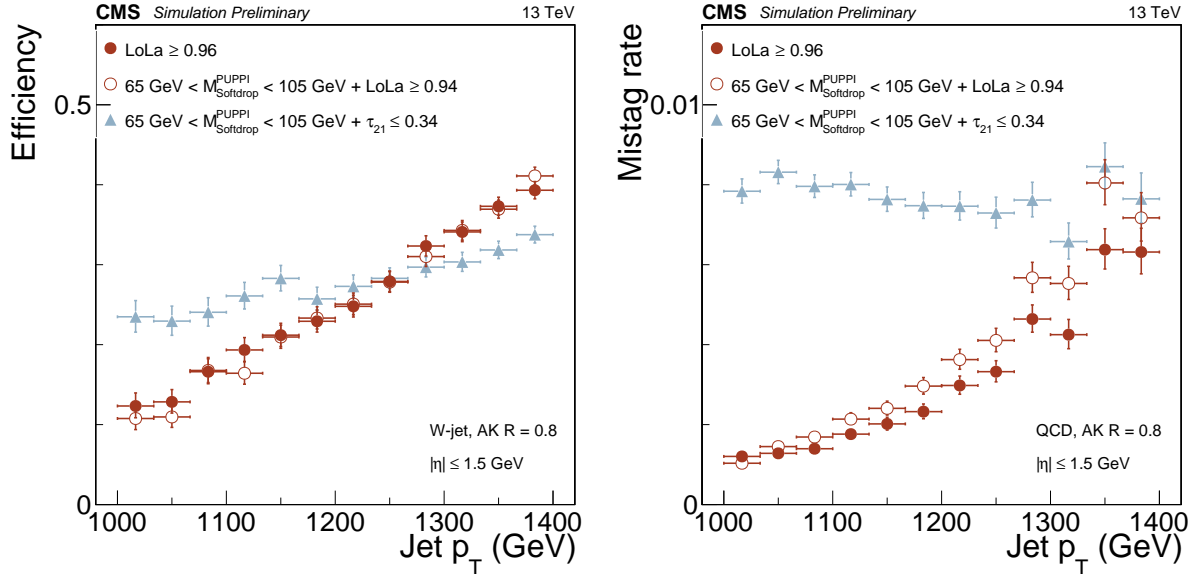 CMS Simulation Preliminary 13 TeV
Efficiency
0.5
0
LoLa ≥ 0.96
65 GeV < M^PUPPI_Softdrop < 105 GeV + LoLa ≥ 0.94
65 GeV < M^PUPPI_Softdrop < 105 GeV + τ21 ≤ 0.34
W-jet, AK R = 0.8
|η| ≤ 1.5 GeV
1000 1100 1200 1300 1400
Jet p_T (GeV)
CMS Simulation Preliminary 13 TeV
Mistag rate
0.01
0
LoLa ≥ 0.96
65 GeV < M^PUPPI_Softdrop < 105 GeV + LoLa ≥ 0.94
65 GeV < M^PUPPI_Softdrop < 105 GeV + τ21 ≤ 0.34
QCD, AK R = 0.8
|η| ≤ 1.5 GeV
1000 1100 1200 1300 1400
Jet p_T (GeV)